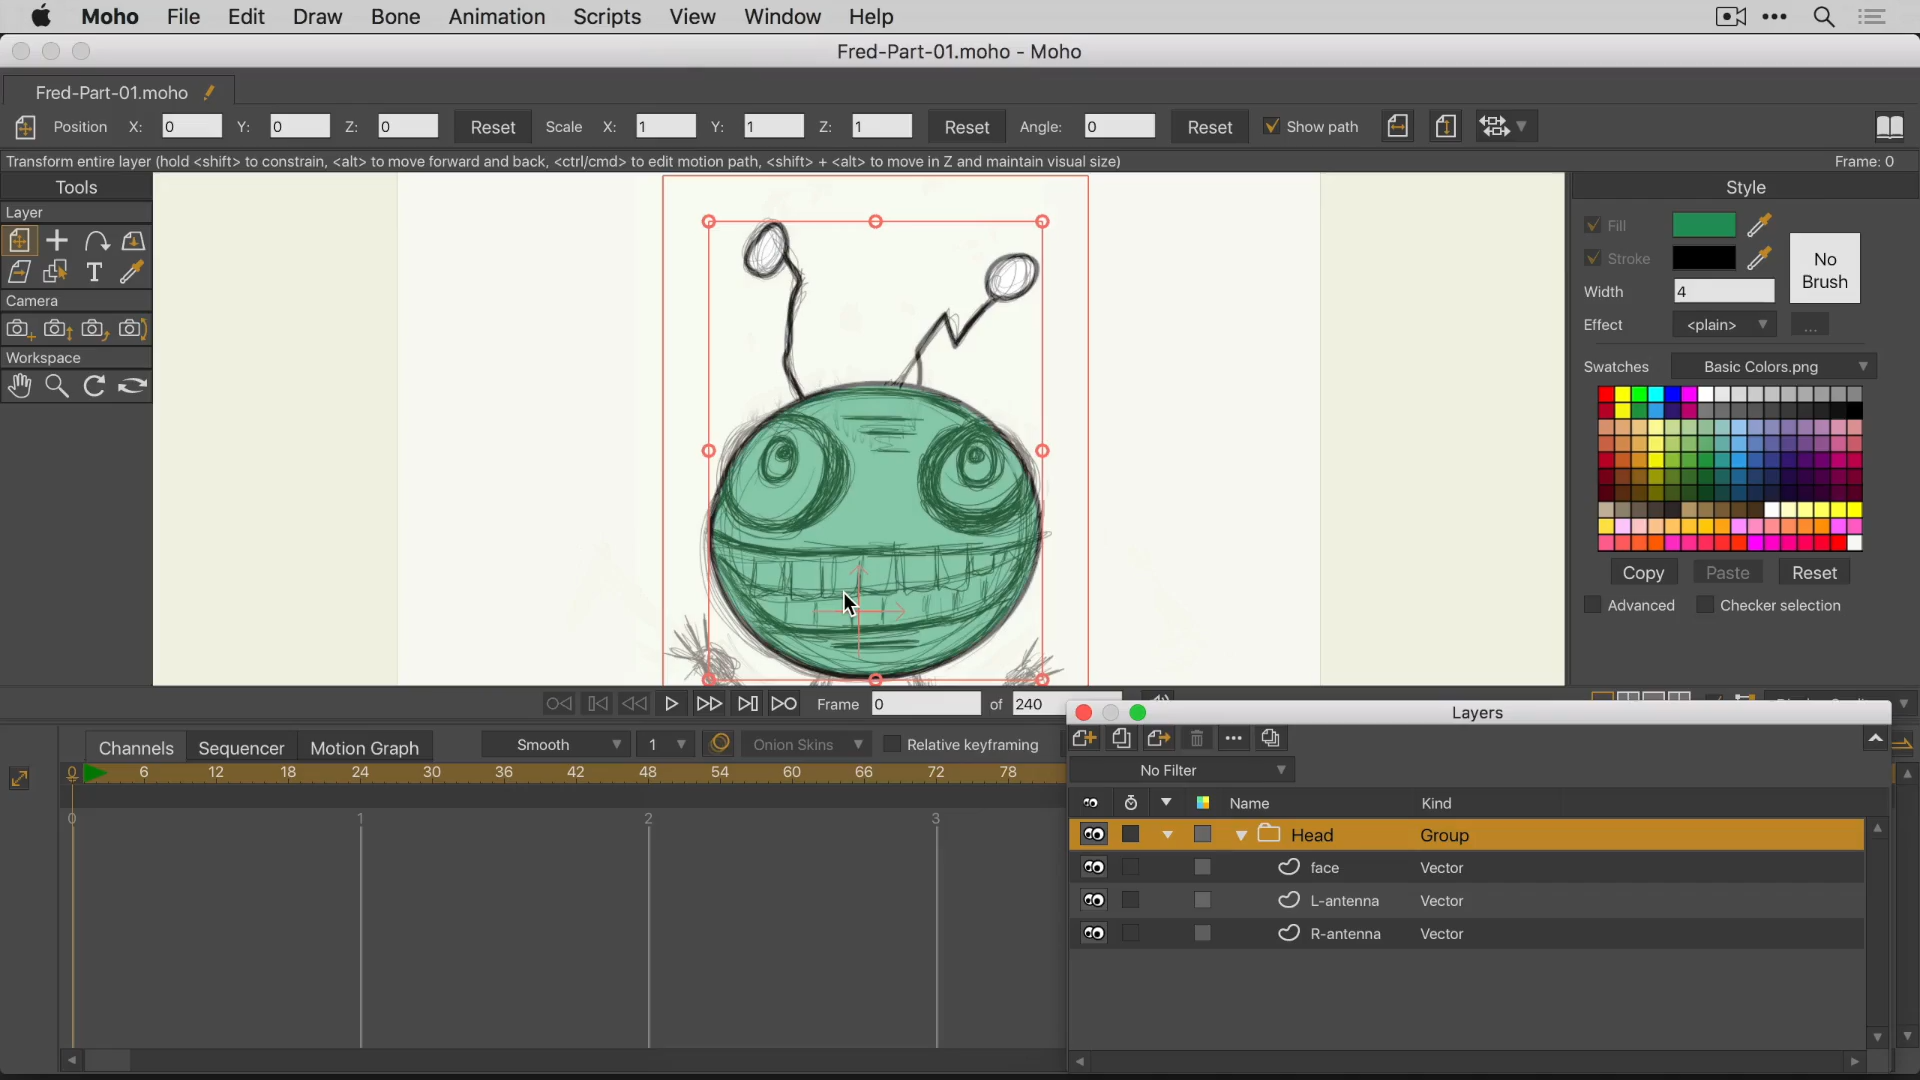 Moho File Edit Draw Bone Animation Scripts View Window Help
Fred-Part-01.moho - Moho
Fred-Part-01.moho
Position X: 0 Y: 0 Z: 0 Reset Scale X: 1 Y: 1 Z: 1 Reset Angle: 0 Reset Show path
Transform entire layer (hold <shift> to constrain, <alt> to move forward and back, <ctrl/cmd> to edit motion path, <shift> + <alt> to move in Z and maintain visual size) Frame: 0
Tools
Layer
T
Camera
Workspace
Style
Fill
Stroke
No
Brush
Width 4
Effect <plain> ...
Swatches Basic Colors.png
Copy Paste Reset
Advanced Checker selection
Frame 0 of 240
Channels Sequencer Motion Graph Smooth 1 Onion Skins Relative keyframing
0 6 12 18 24 30 36 42 48 54 60 66 72 78
0 1 2 3
Layers
No Filter
Name Kind
Head Group
face Vector
L-antenna Vector
R-antenna Vector